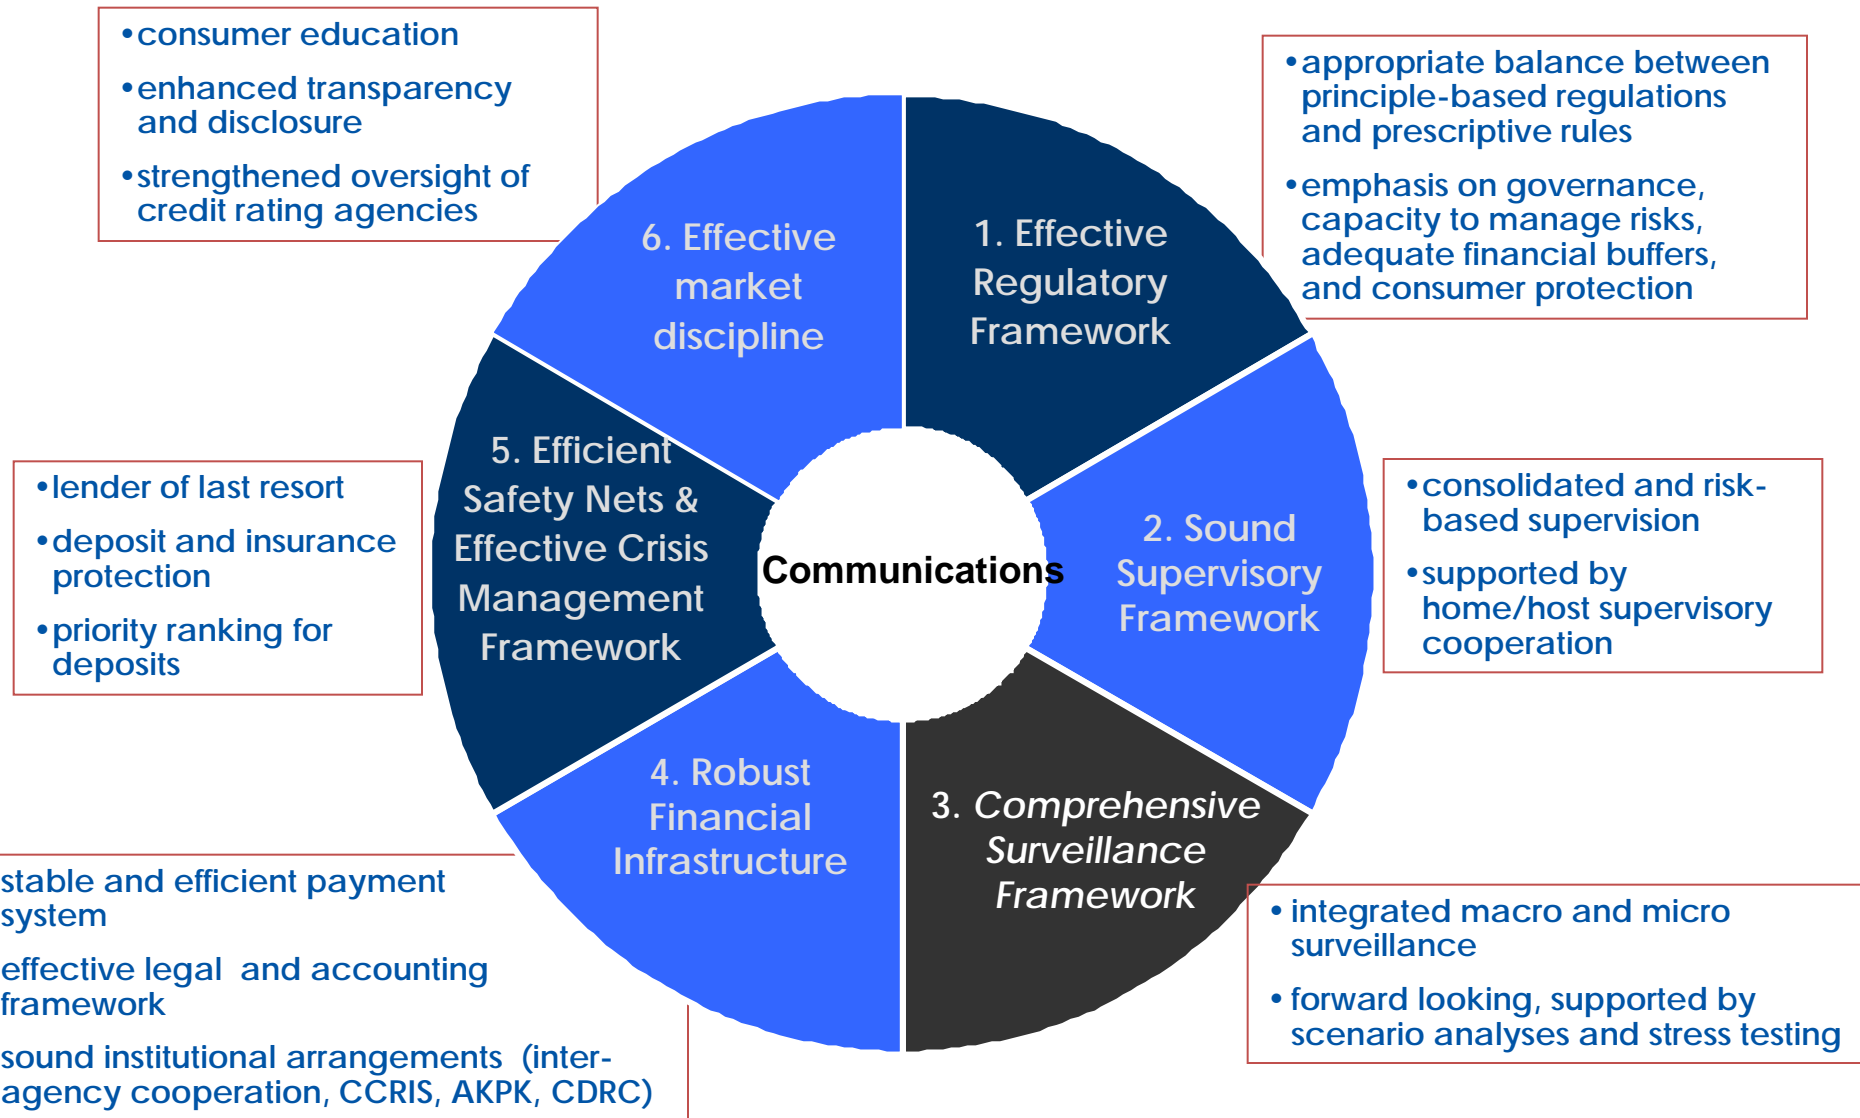 •consumer education
•enhanced transparency
and disclosure
•strengthened oversight of
credit rating agencies
•appropriate balance between
principle-based regulations
and prescriptive rules
•emphasis on governance,
capacity to manage risks,
adequate financial buffers,
and consumer protection
6. Effective
market
discipline
1. Effective
Regulatory
Framework
•lender of last resort
•deposit and insurance
protection
•priority ranking for
deposits
5. Efficient
Safety Nets &
Effective Crisis
Management
Framework
Communications
2. Sound
Supervisory
Framework
•consolidated and risk-
based supervision
•supported by
home/host supervisory
cooperation
4. Robust
Financial
Infrastructure
3. Comprehensive
Surveillance
Framework
stable and efficient payment
system
effective legal and accounting
framework
sound institutional arrangements (inter-
agency cooperation, CCRIS, AKPK, CDRC)
•integrated macro and micro
surveillance
•forward looking, supported by
scenario analyses and stress testing